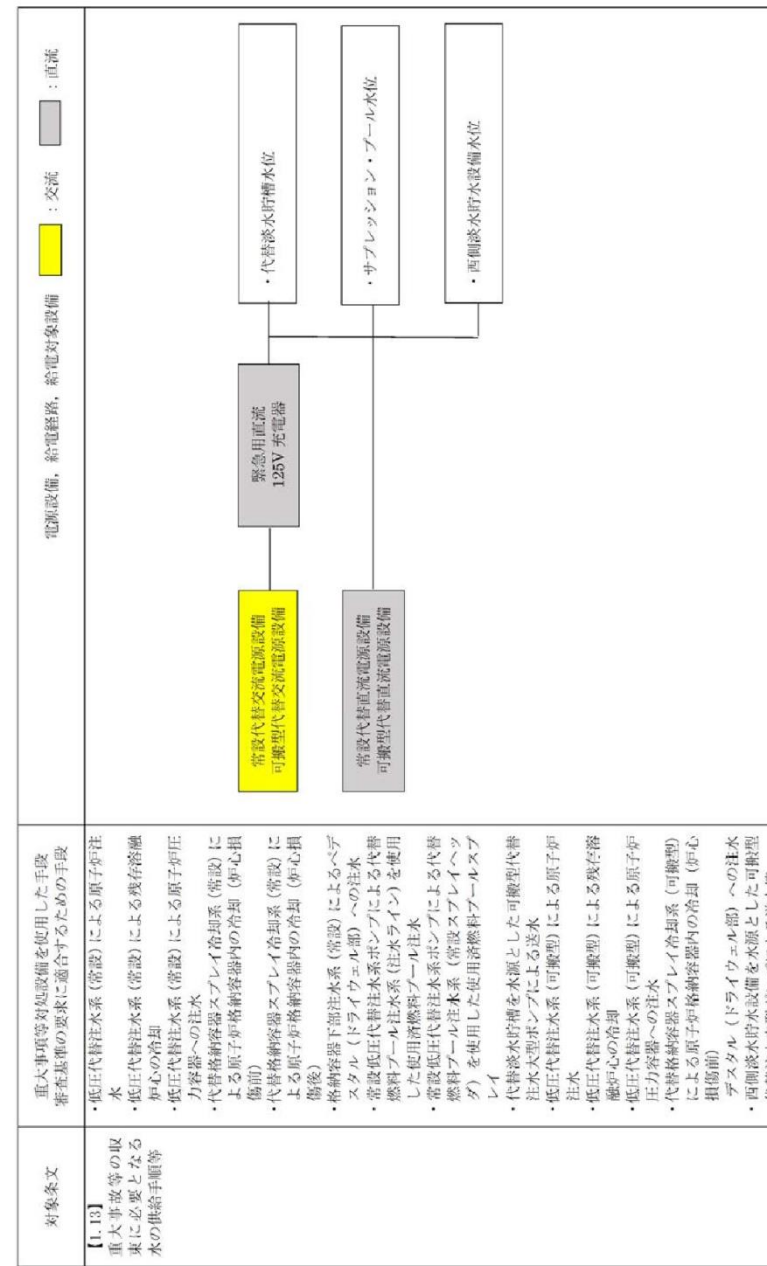 対象条文
【1.13】
重大事故等の収
束に必要となる
水の供給手順等
重大事項等対処設備を使用した手段
審査基準の要求に適合するための手段
・低圧代替注水系(常設)による原子炉注
水
・低圧代替注水系(常設)による残存溶融
炉心の冷却
・低圧代替注水系(常設)による原子炉圧
力容器への注水
・代替格納容器スプレイ冷却系(常設)に
よる原子炉格納容器内の冷却(炉心損
傷前)
・代替格納容器スプレイ冷却系(常設)に
よる原子炉格納容器内の冷却(炉心損
傷後)
・格納容器下部注水系(常設)によるペデ
スタル(ドライウェル部)への注水
・常設低圧代替注水系ポンプによる代替
燃料プール注水系(注水ライン)を使用
した使用済燃料プール注水
・常設低圧代替注水系ポンプによる代替
燃料プール注水系(常設スプレイヘッ
ダ)を使用した使用済燃料プールスプ
レイ
・代替淡水貯槽を水源とした可搬型代替
注水大型ポンプによる送水
・低圧代替注水系(可搬型)による原子炉
注水
・低圧代替注水系(可搬型)による残存溶
融炉心の冷却
・低圧代替注水系(可搬型)による原子炉
圧力容器への注水
・代替格納容器スプレイ冷却系(可搬型)
による原子炉格納容器内の冷却(炉心
損傷前)
デスタル(ドライウェル部)への注水
・西側淡水貯水設備を水源とした可搬型
電源設備,給電経路,給電対象設備
:交流
:直流
常設代替交流電源設備
可搬型代替交流電源設備
緊急用直流
125V 充電器
・代替淡水貯槽水位
常設代替直流電源設備
可搬型代替直流電源設備
・サプレッション・プール水位
・西側淡水貯水設備水位